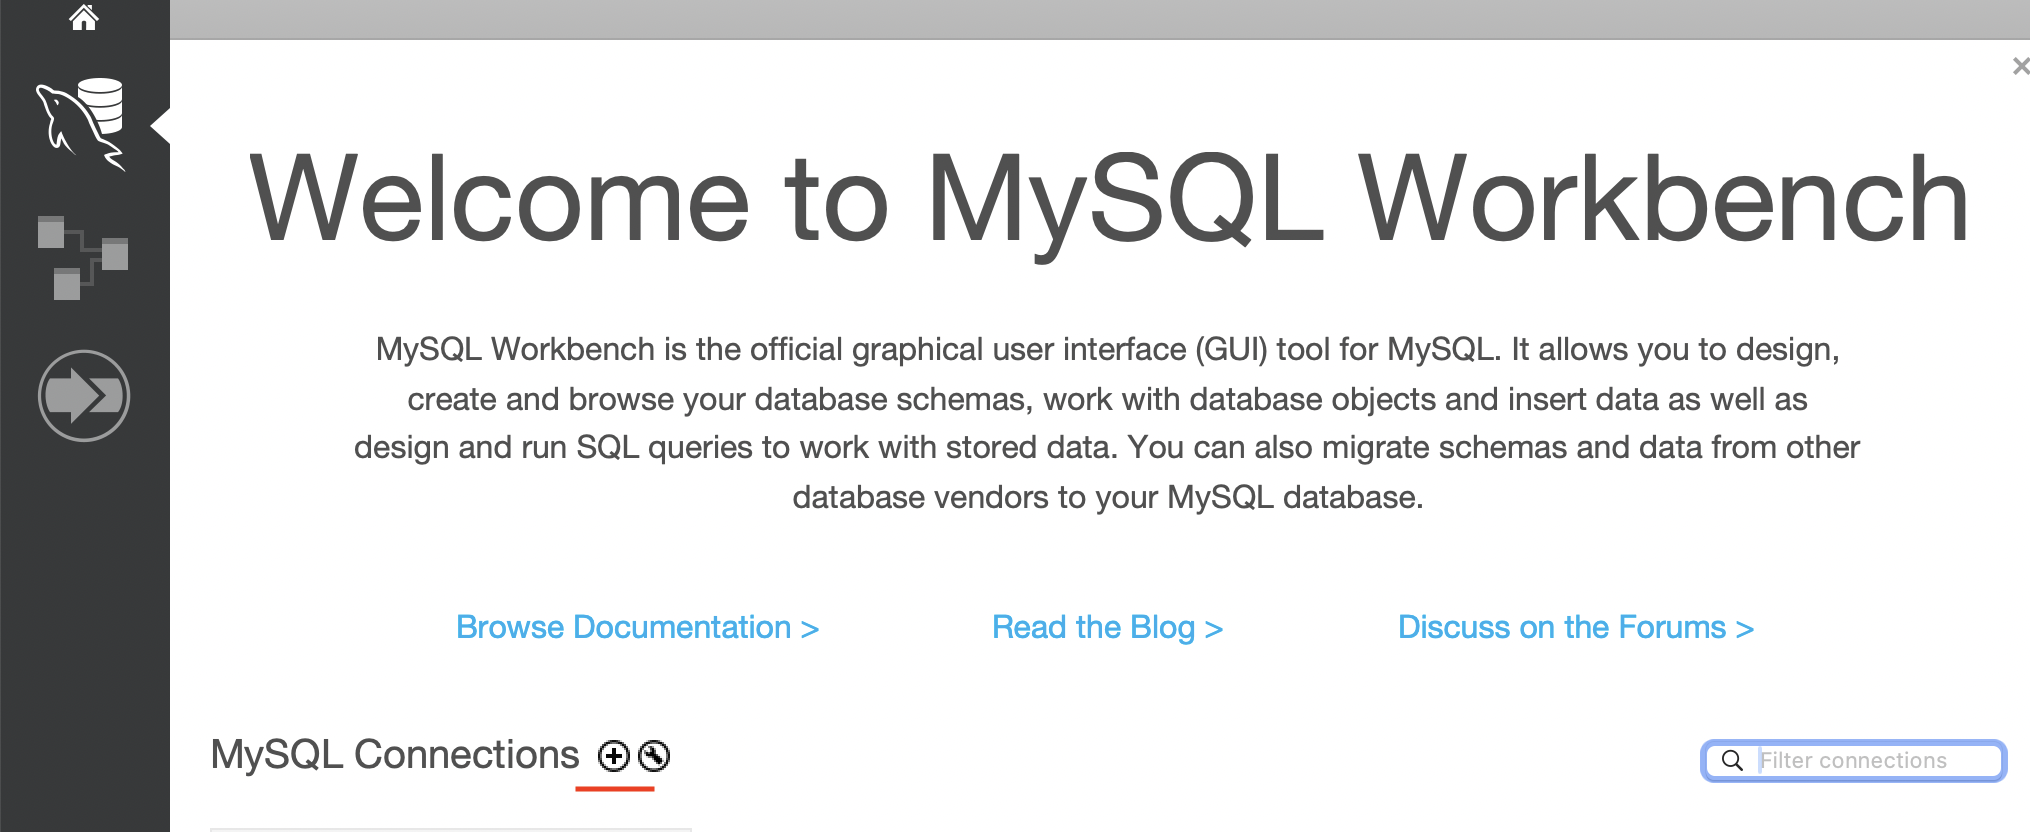 Welcome to MySQL Workbench
MySQL Workbench is the official graphical user interface (GUI) tool for MySQL. It allows you to design,
create and browse your database schemas, work with database objects and insert data as well as
design and run SQL queries to work with stored data. You can also migrate schemas and data from other
database vendors to your MySQL database.
Browse Documentation >
Read the Blog >
Discuss on the Forums >
MySQL Connections
Filter connections